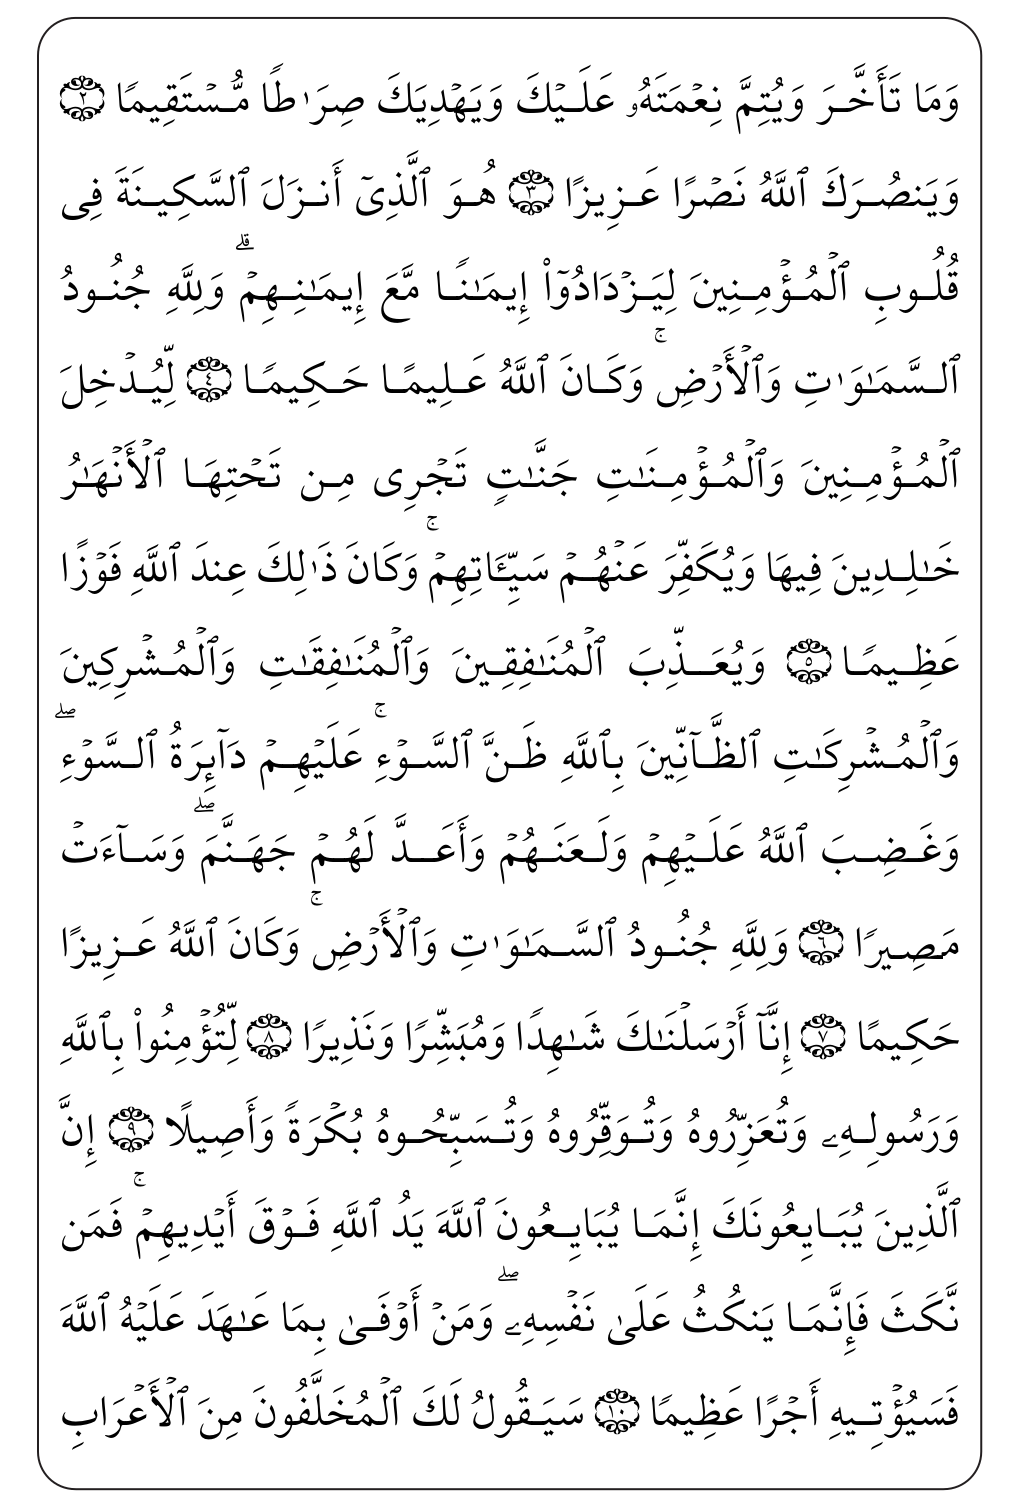 وَمَا تَأَخَّرَ وَيُتِمَّ نِعْمَتَهُۥ عَلَيْكَ وَيَهْدِيَكَ صِرَٰطًا مُّسْتَقِيمًا ٢
وَيَنصُرَكَ ٱللَّهُ نَصْرًا عَزِيزًا ٣ هُوَ ٱلَّذِىٓ أَنزَلَ ٱلسَّكِينَةَ فِى
قُلُوبِ ٱلْمُؤْمِنِينَ لِيَزْدَادُوٓا۟ إِيمَٰنًا مَّعَ إِيمَٰنِهِمْ ۗ وَلِلَّهِ جُنُودُ
ٱلسَّمَٰوَٰتِ وَٱلْأَرْضِ ۚ وَكَانَ ٱللَّهُ عَلِيمًا حَكِيمًا ٤ لِّيُدْخِلَ
ٱلْمُؤْمِنِينَ وَٱلْمُؤْمِنَٰتِ جَنَّٰتٍ تَجْرِى مِن تَحْتِهَا ٱلْأَنْهَٰرُ
خَٰلِدِينَ فِيهَا وَيُكَفِّرَ عَنْهُمْ سَيِّـَٔاتِهِمْ ۚ وَكَانَ ذَٰلِكَ عِندَ ٱللَّهِ فَوْزًا
عَظِيمًا ٥ وَيُعَذِّبَ ٱلْمُنَٰفِقِينَ وَٱلْمُنَٰفِقَٰتِ وَٱلْمُشْرِكِينَ
وَٱلْمُشْرِكَٰتِ ٱلظَّآنِّينَ بِٱللَّهِ ظَنَّ ٱلسَّوْءِ ۚ عَلَيْهِمْ دَآئِرَةُ ٱلسَّوْءِ ۖ
وَغَضِبَ ٱللَّهُ عَلَيْهِمْ وَلَعَنَهُمْ وَأَعَدَّ لَهُمْ جَهَنَّمَ ۖ وَسَآءَتْ
مَصِيرًا ٦ وَلِلَّهِ جُنُودُ ٱلسَّمَٰوَٰتِ وَٱلْأَرْضِ ۚ وَكَانَ ٱللَّهُ عَزِيزًا
حَكِيمًا ٧ إِنَّآ أَرْسَلْنَٰكَ شَٰهِدًا وَمُبَشِّرًا وَنَذِيرًا ٨ لِّتُؤْمِنُوا۟ بِٱللَّهِ
وَرَسُولِهِۦ وَتُعَزِّرُوهُ وَتُوَقِّرُوهُ وَتُسَبِّحُوهُ بُكْرَةً وَأَصِيلًا ٩ إِنَّ
ٱلَّذِينَ يُبَايِعُونَكَ إِنَّمَا يُبَايِعُونَ ٱللَّهَ يَدُ ٱللَّهِ فَوْقَ أَيْدِيهِمْ ۚ فَمَن
نَّكَثَ فَإِنَّمَا يَنكُثُ عَلَىٰ نَفْسِهِۦ ۖ وَمَنْ أَوْفَىٰ بِمَا عَٰهَدَ عَلَيْهُ ٱللَّهَ
فَسَيُؤْتِيهِ أَجْرًا عَظِيمًا ١٠ سَيَقُولُ لَكَ ٱلْمُخَلَّفُونَ مِنَ ٱلْأَعْرَابِ